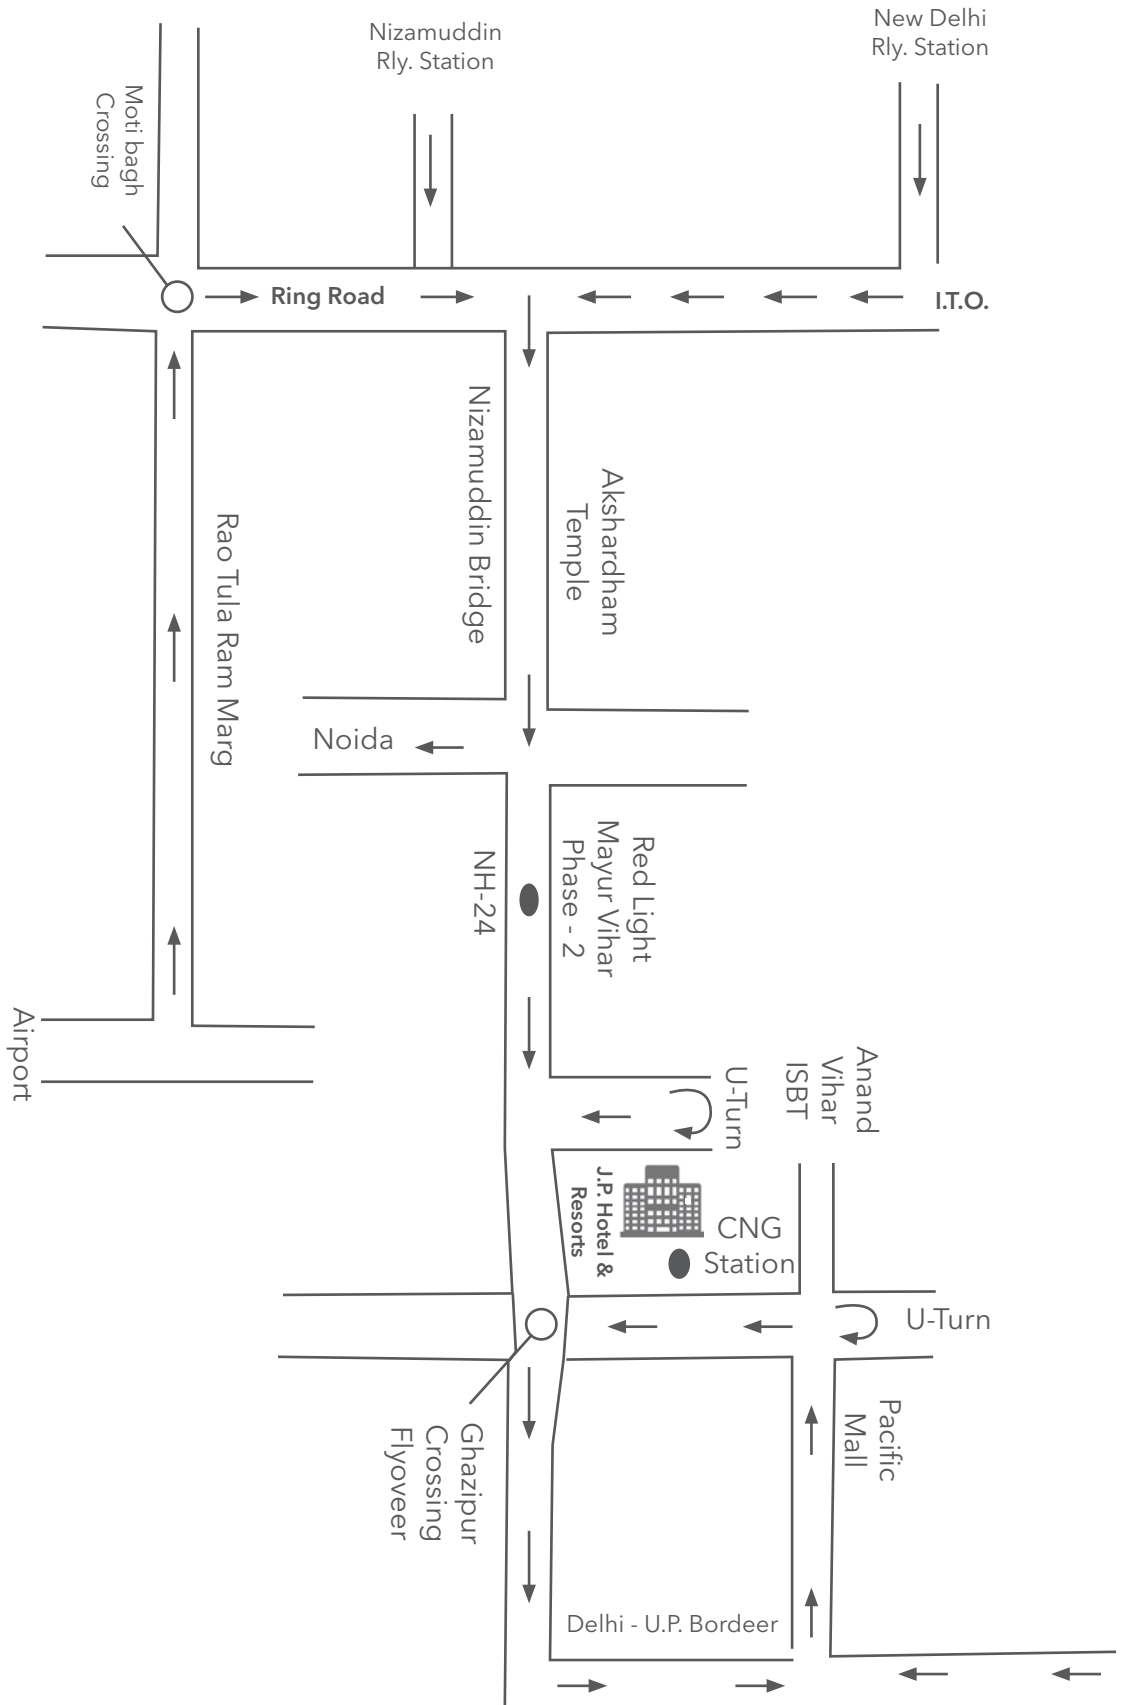 Nizamuddin
Rly. Station
New Delhi
Rly. Station
Moti bagh
Crossing
Ring Road
I.T.O.
Nizamuddin Bridge
Akshardham
Temple
Rao Tula Ram Marg
Noida
NH-24
Red Light
Mayur Vihar
Phase - 2
Airport
U-Turn
Anand
Vihar
ISBT
J.P. Hotel &
Resorts
CNG
Station
U-Turn
Ghazipur
Crossing
Flyoveer
Pacific
Mall
Delhi - U.P. Bordeer